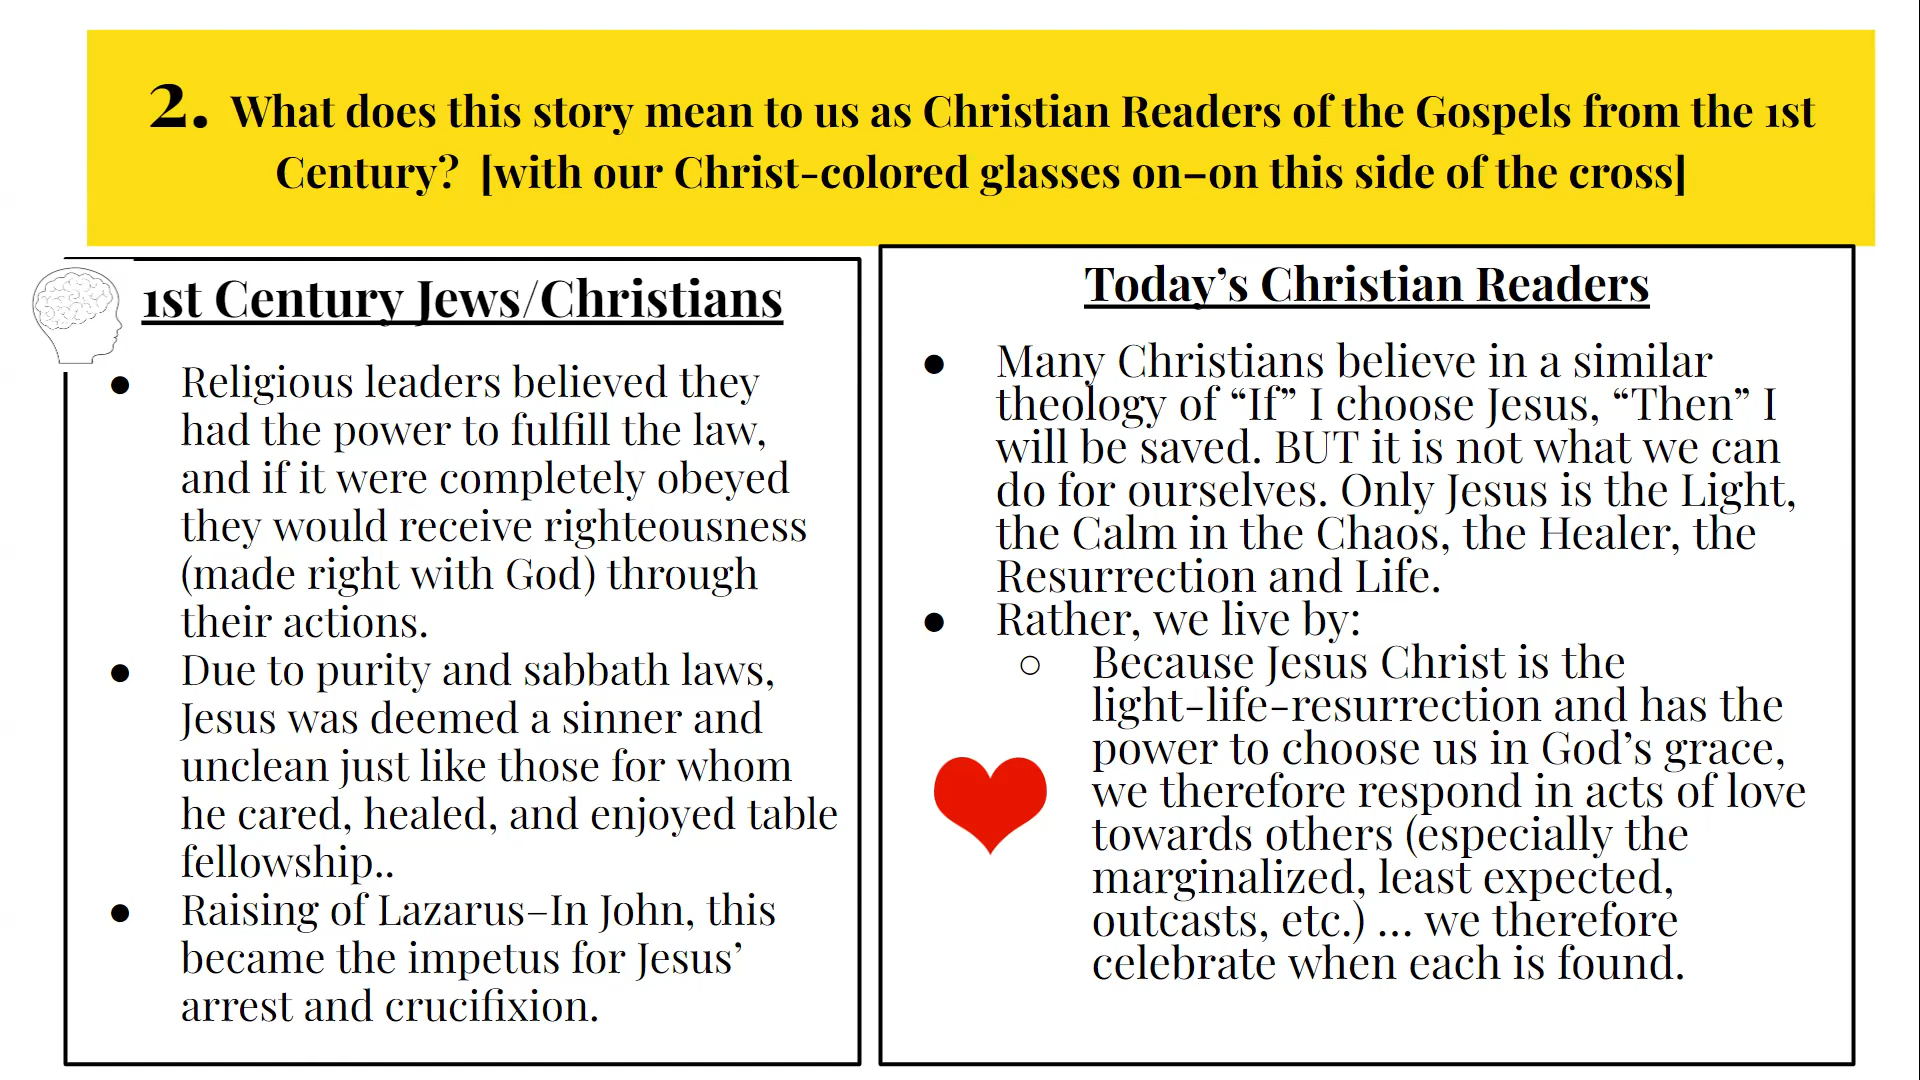 2. What does this story mean to us as Christian Readers of the Gospels from the 1st
Century? [with our Christ-colored glasses on–on this side of the cross]
1st Century Jews/Christians
● Religious leaders believed they
had the power to fulfill the law,
and if it were completely obeyed
they would receive righteousness
(made right with God) through
their actions.
● Due to purity and sabbath laws,
Jesus was deemed a sinner and
unclean just like those for whom
he cared, healed, and enjoyed table
fellowship..
● Raising of Lazarus–In John, this
became the impetus for Jesus’
arrest and crucifixion.
Today’s Christian Readers
● Many Christians believe in a similar
theology of “If” I choose Jesus, “Then” I
will be saved. BUT it is not what we can
do for ourselves. Only Jesus is the Light,
the Calm in the Chaos, the Healer, the
Resurrection and Life.
● Rather, we live by:
○ Because Jesus Christ is the
light-life-resurrection and has the
power to choose us in God’s grace,
we therefore respond in acts of love
towards others (especially the
marginalized, least expected,
outcasts, etc.) … we therefore
celebrate when each is found.